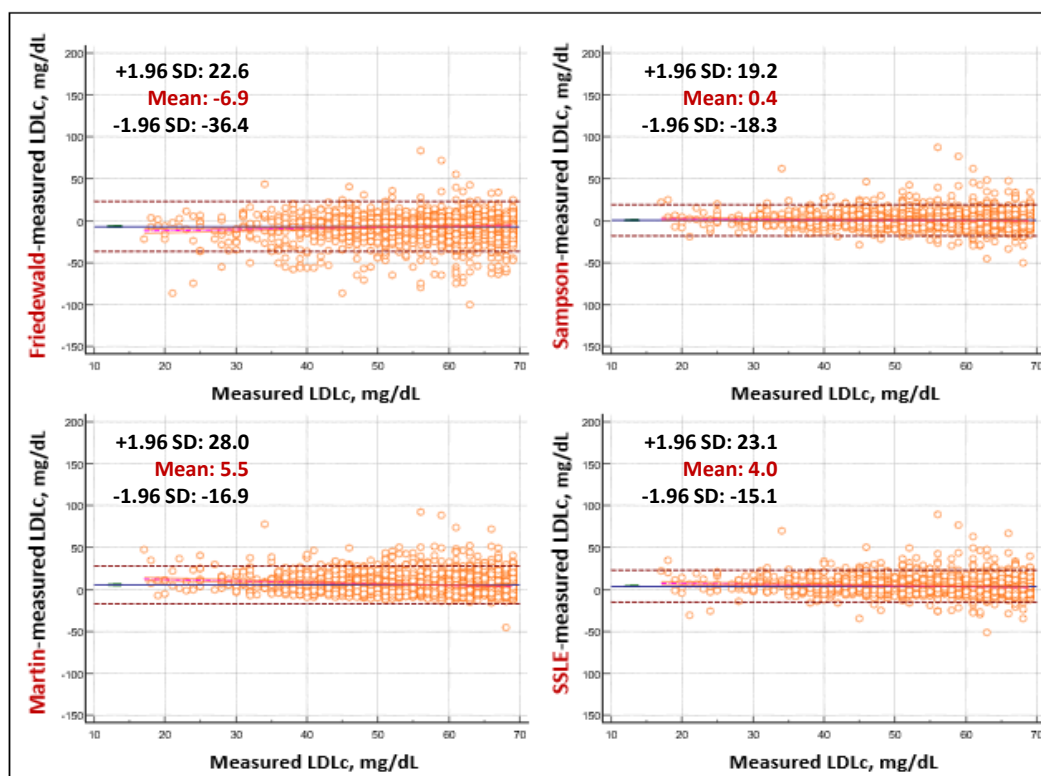 +1.96 SD: 22.6
Mean: -6.9
-1.96 SD: -36.4
Friedewald-measured LDLc, mg/dL
200
150
100
50
0
-50
-100
-150
10 20 30 40 50 60 70
Measured LDLc, mg/dL
+1.96 SD: 19.2
Mean: 0.4
-1.96 SD: -18.3
Sampson-measured LDLc, mg/dL
200
150
100
50
0
-50
-100
-150
10 20 30 40 50 60 70
Measured LDLc, mg/dL
+1.96 SD: 28.0
Mean: 5.5
-1.96 SD: -16.9
Martin-measured LDLc, mg/dL
200
150
100
50
0
-50
-100
-150
10 20 30 40 50 60 70
Measured LDLc, mg/dL
+1.96 SD: 23.1
Mean: 4.0
-1.96 SD: -15.1
SSLE-measured LDLc, mg/dL
200
150
100
50
0
-50
-100
-150
10 20 30 40 50 60 70
Measured LDLc, mg/dL